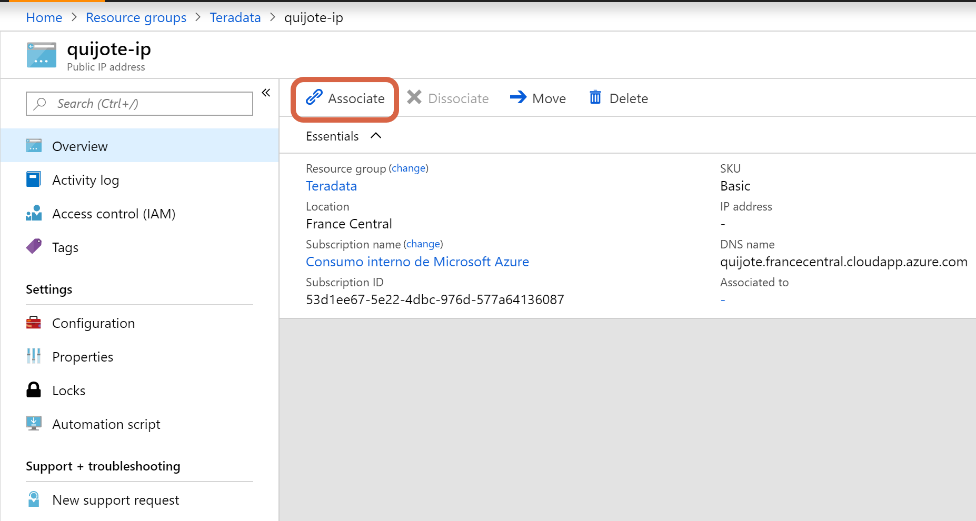 Home > Resource groups > Teradata > quijote-ip
quijote-ip
Public IP address
Search (Ctrl+/)
«
Overview
Activity log
Access control (IAM)
Tags
Settings
Configuration
Properties
Locks
Automation script
Support + troubleshooting
New support request
Associate Dissociate Move Delete
Essentials
Resource group (change)
Teradata
Location
France Central
Subscription name (change)
Consumo interno de Microsoft Azure
Subscription ID
53d1ee67-5e22-4dbc-976d-577a64136087
SKU
Basic
IP address
-
DNS name
quijote.francecentral.cloudapp.azure.com
Associated to
-